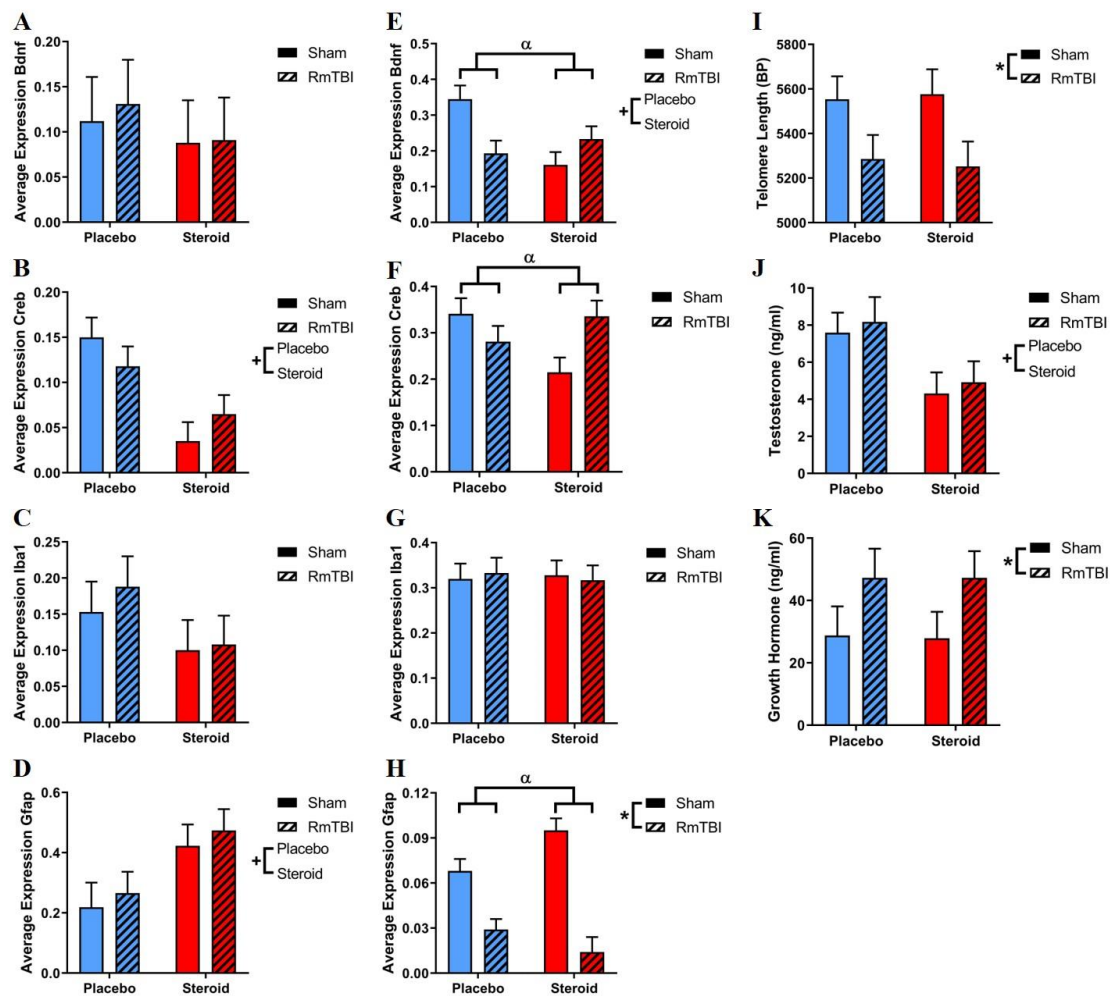 A
Average Expression Bdnf
0.20
0.15
0.10
0.05
0.00
Placebo
Steroid
Sham
RmTBI
B
Average Expression Creb
0.20
0.15
0.10
0.05
0.00
Placebo
Steroid
Sham
RmTBI
+
Placebo
Steroid
C
Average Expression Iba1
0.25
0.20
0.15
0.10
0.05
0.00
Placebo
Steroid
Sham
RmTBI
D
Average Expression Gfap
0.6
0.4
0.2
0.0
Placebo
Steroid
Sham
RmTBI
+
Placebo
Steroid
E
Average Expression Bdnf
0.5
0.4
0.3
0.2
0.1
0.0
α
Placebo
Steroid
Sham
RmTBI
+
Placebo
Steroid
F
Average Expression Creb
0.4
0.3
0.2
0.1
0.0
α
Placebo
Steroid
Sham
RmTBI
G
Average Expression Iba1
0.4
0.3
0.2
0.1
0.0
Placebo
Steroid
Sham
RmTBI
H
Average Expression Gfap
0.12
0.09
0.06
0.03
0.00
α
Placebo
Steroid
*
Sham
RmTBI
I
Telomere Length (BP)
5800
5600
5400
5200
5000
Placebo
Steroid
*
Sham
RmTBI
J
Testosterone (ng/ml)
10
8
6
4
2
0
Placebo
Steroid
Sham
RmTBI
+
Placebo
Steroid
K
Growth Hormone (ng/ml)
60
40
20
0
Placebo
Steroid
*
Sham
RmTBI